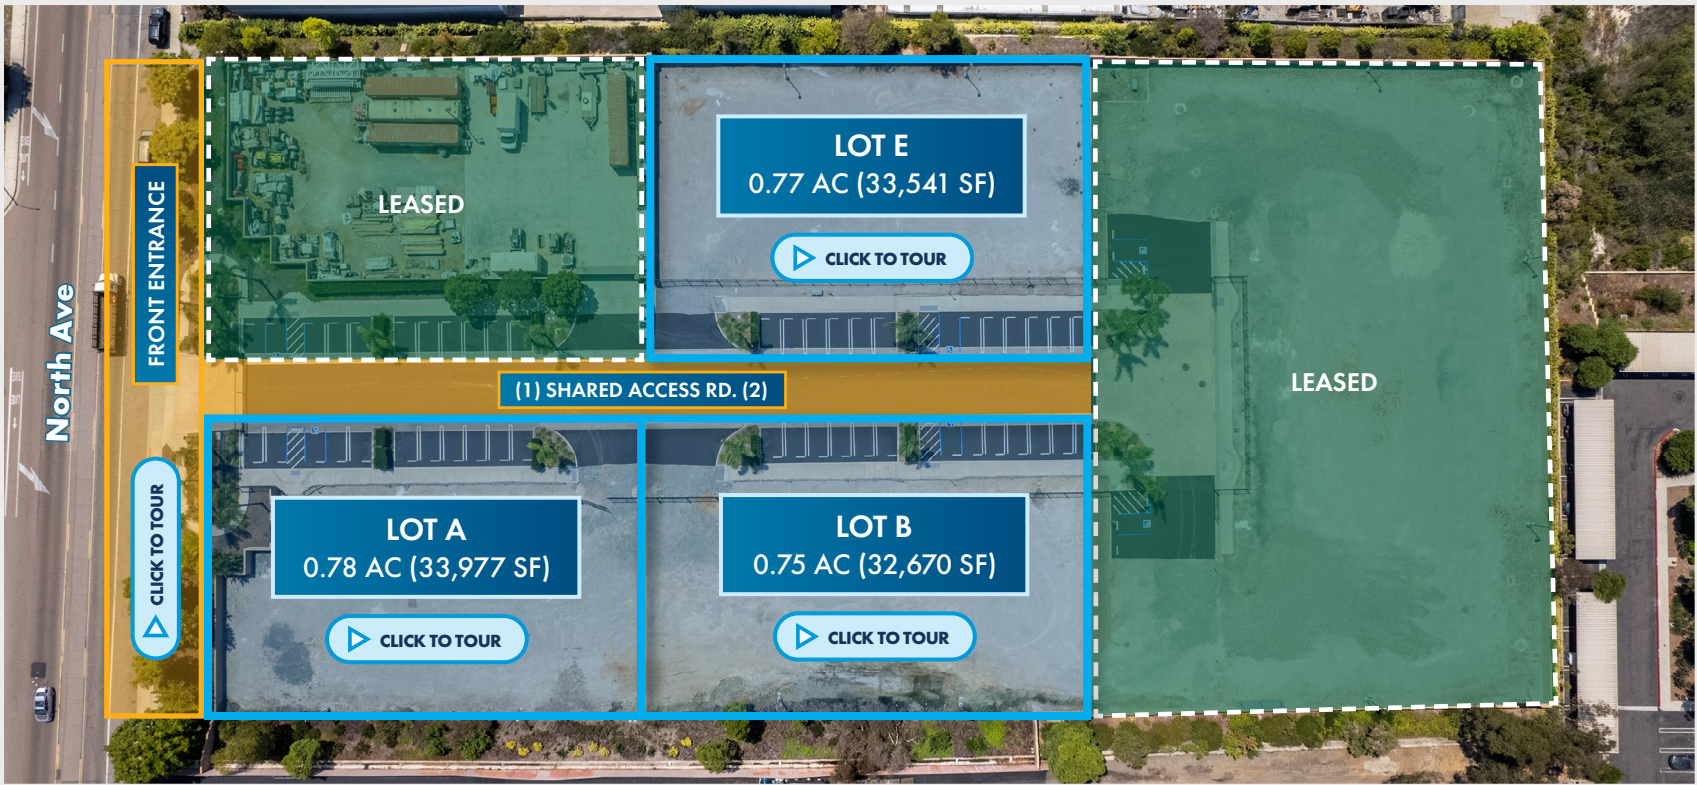 LOT E
0.77 AC (33,541 SF)
CLICK TO TOUR
LEASED
FRONT ENTRANCE
North Ave
LEASED
(1) SHARED ACCESS RD. (2)
CLICK TO TOUR
LOT A
0.78 AC (33,977 SF)
CLICK TO TOUR
LOT B
0.75 AC (32,670 SF)
CLICK TO TOUR